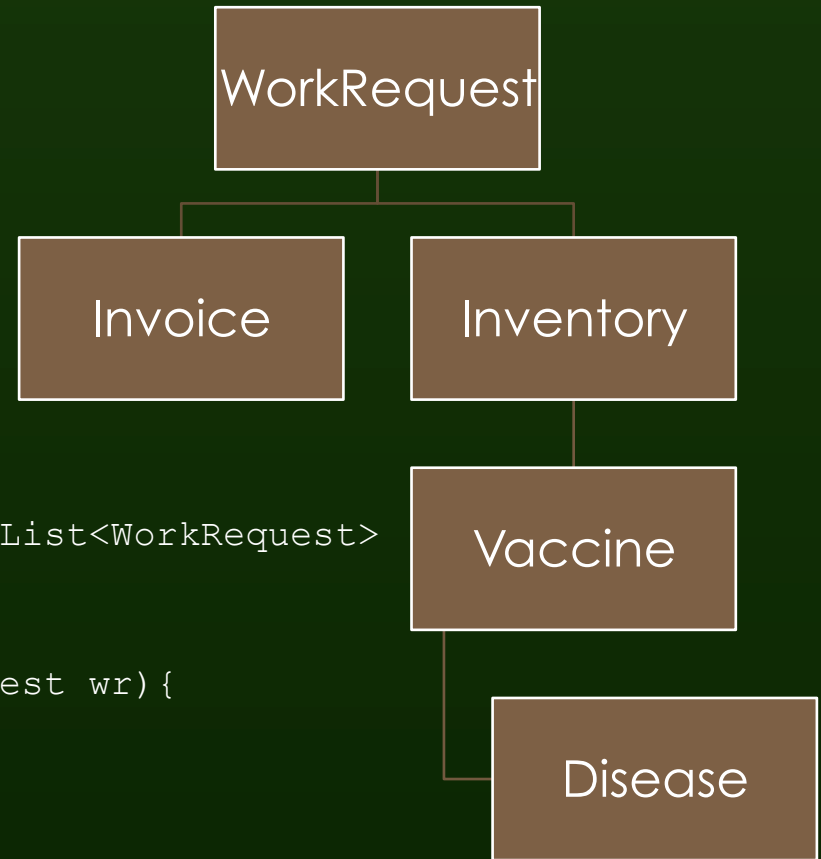 WorkRequest
Invoice
Inventory
List<WorkRequest>
Vaccine
est wr){
Disease